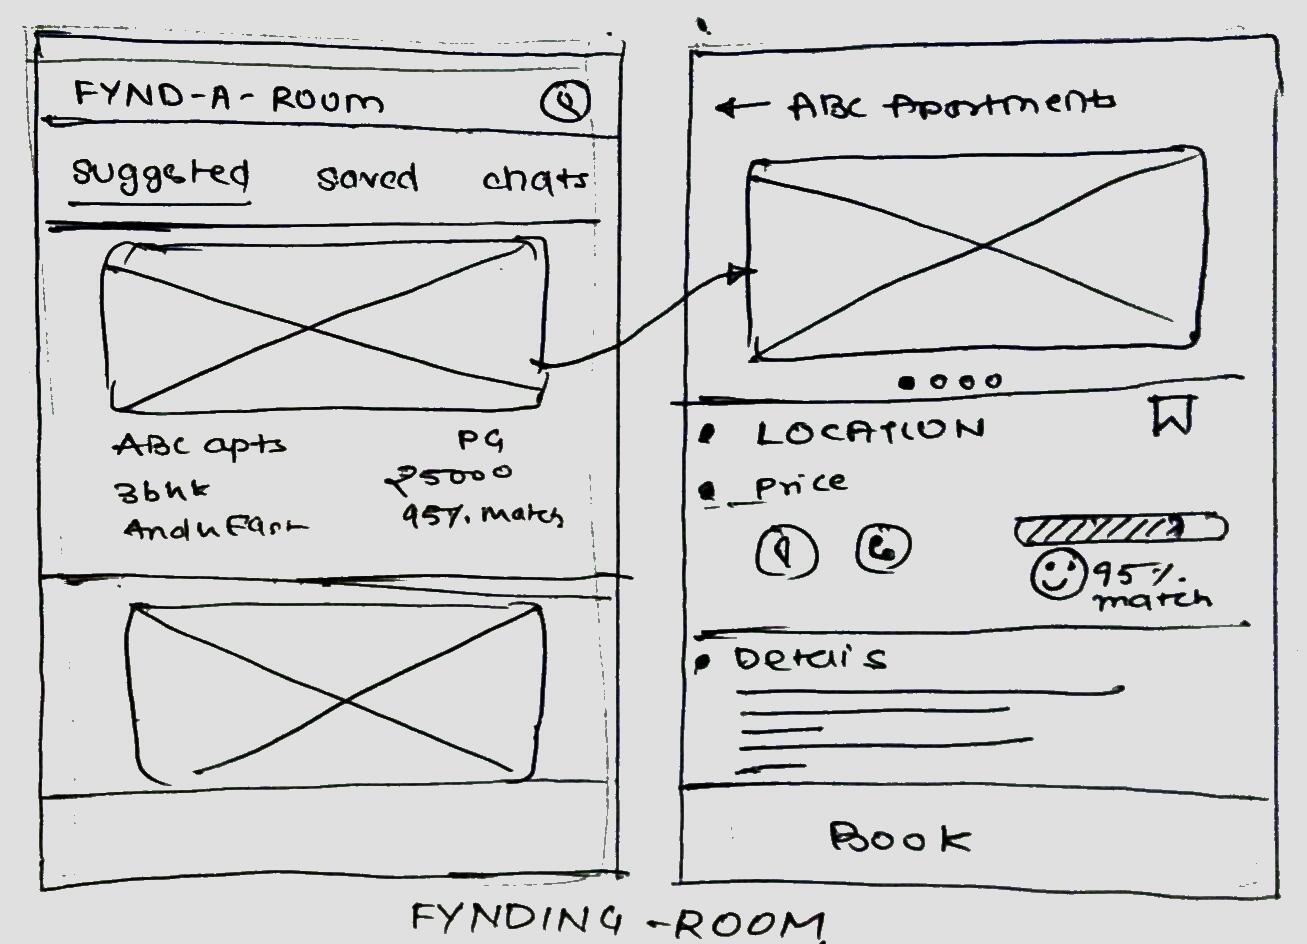 FYND-A-ROOM
suggested saved chats
ABC apts PG
3bhk ₹5000
95% match
← ABC Apartments
LOCATION
Price
95%
match
Details
Book
FYNDING-ROOM